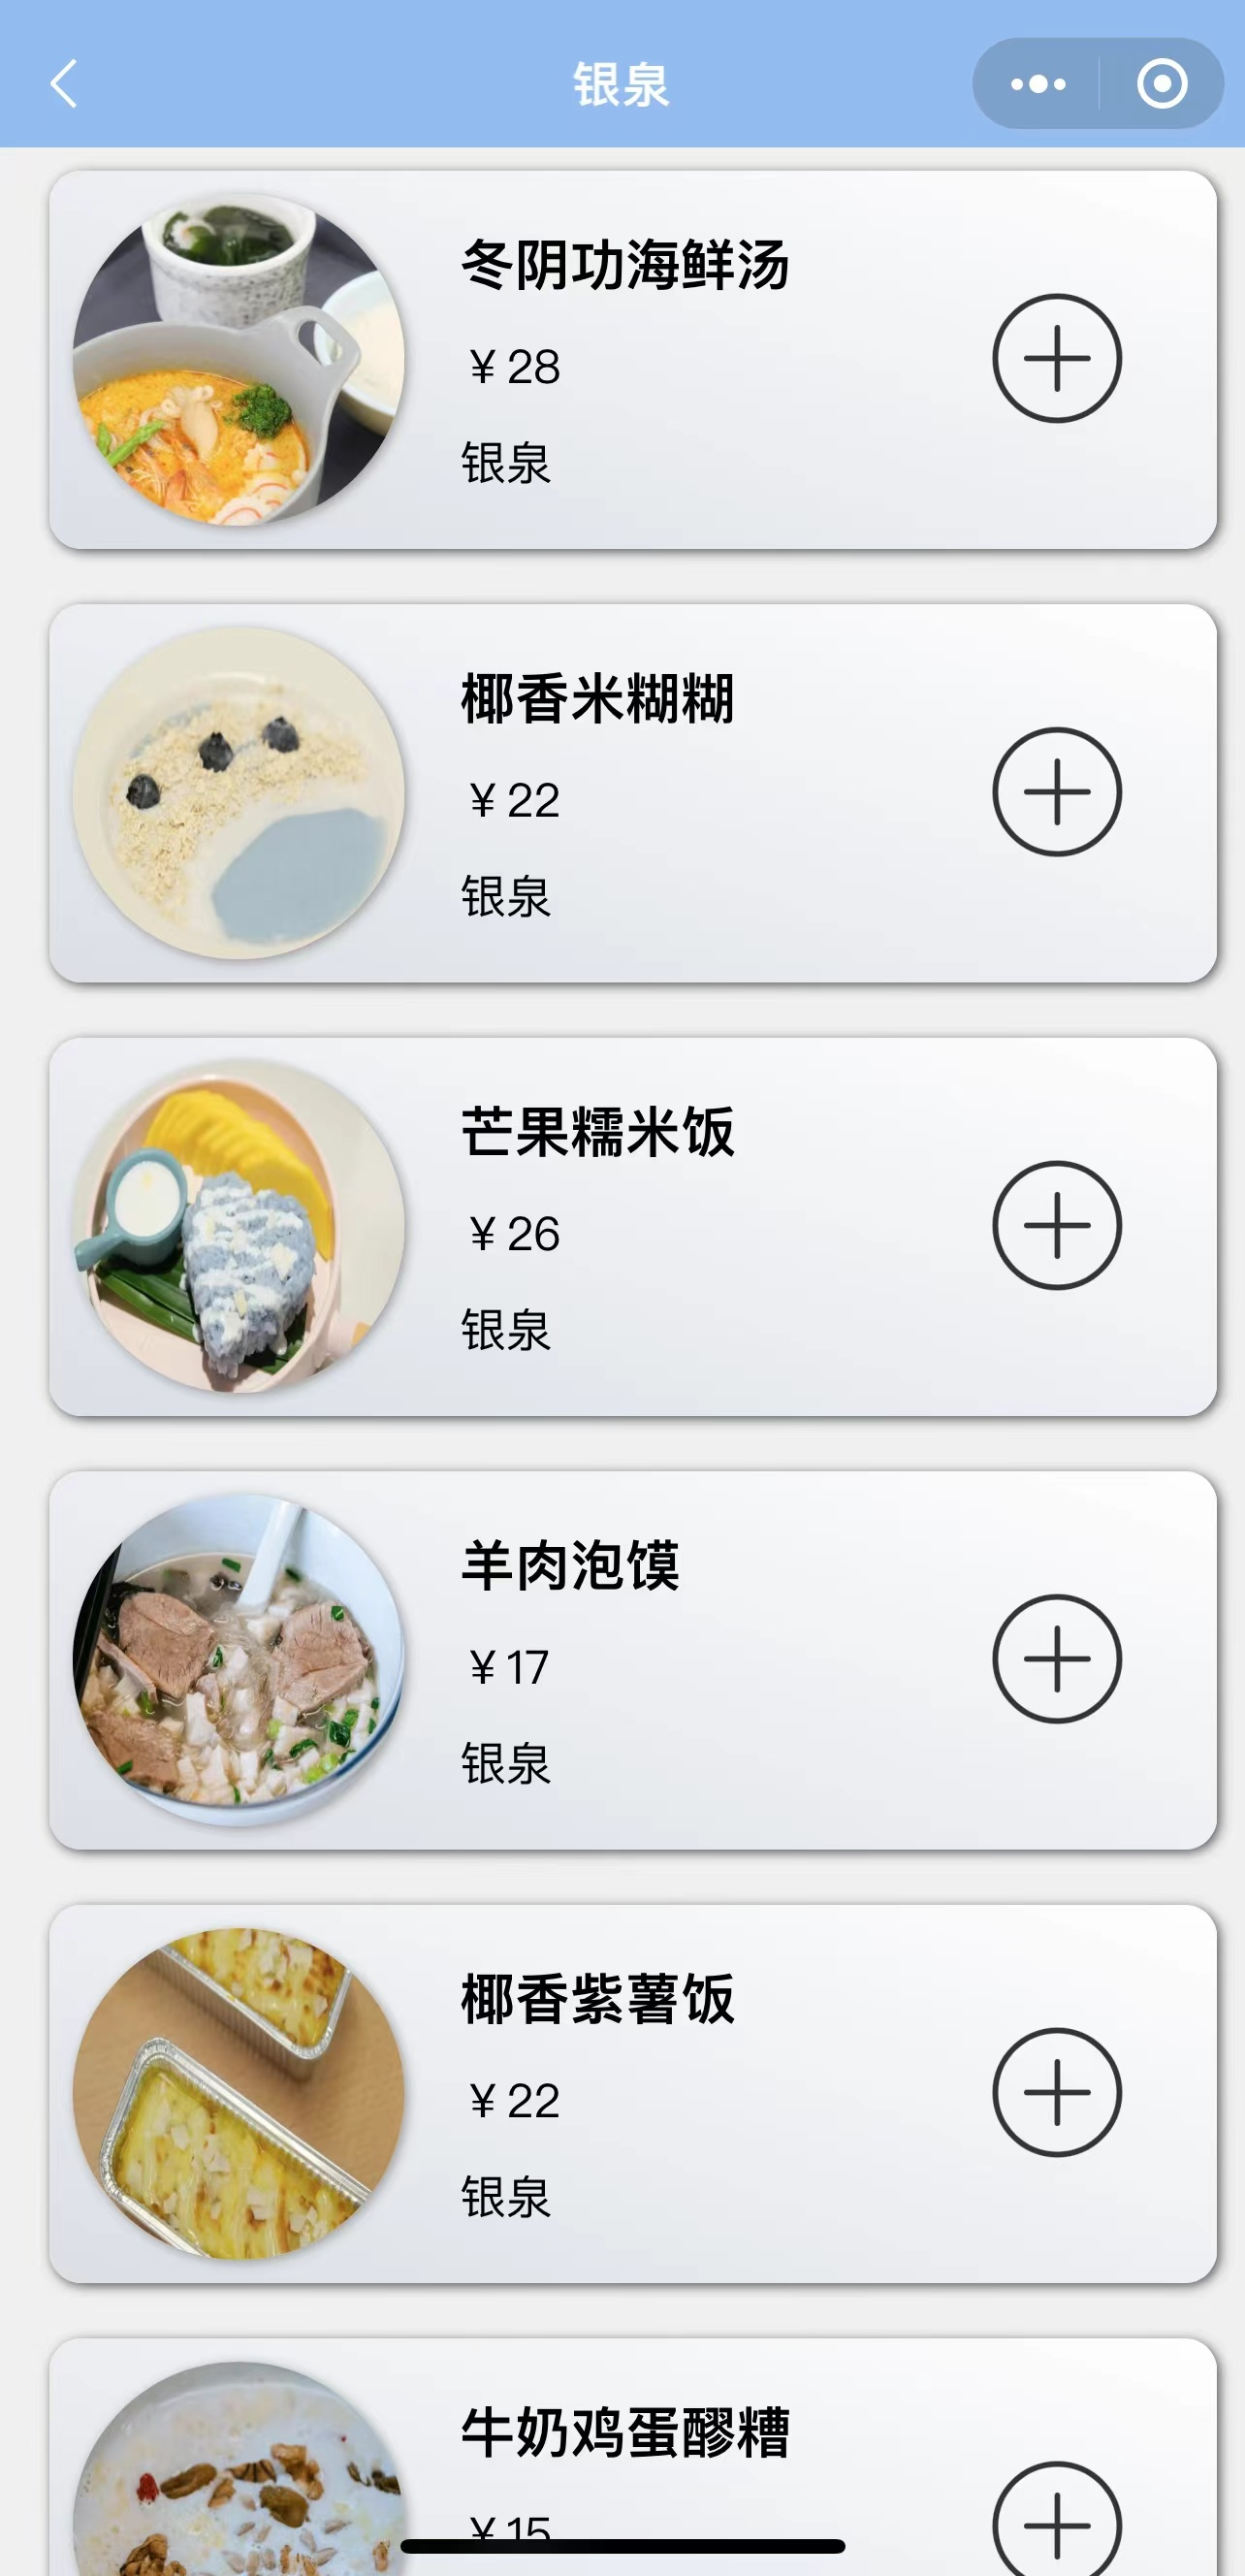 银泉
冬阴功海鲜汤
¥ 28
银泉
椰香米糊糊
¥ 22
银泉
芒果糯米饭
¥ 26
银泉
羊肉泡馍
¥ 17
银泉
椰香紫薯饭
¥ 22
银泉
牛奶鸡蛋醪糟
¥ 15